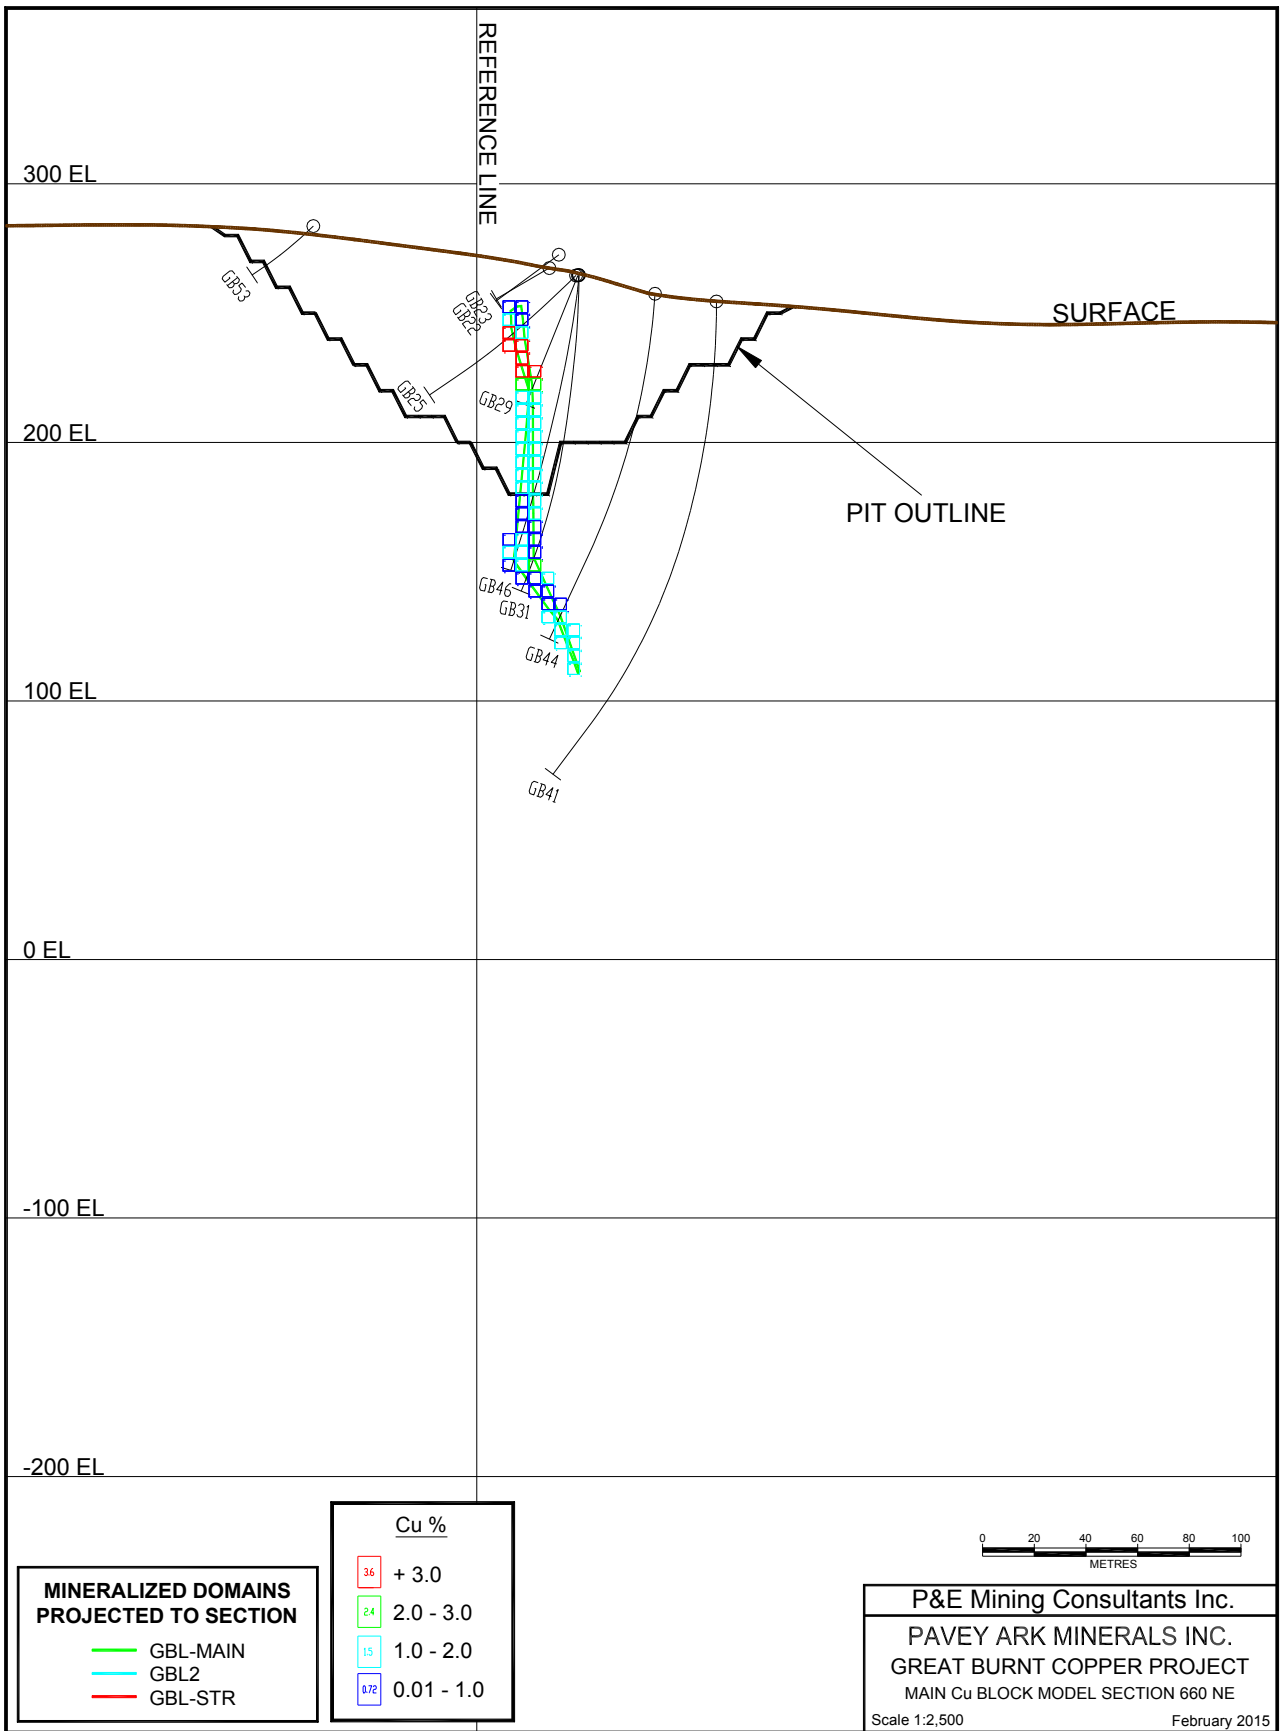 REFERENCE LINE
300 EL
SURFACE
GB53
GB23
GB22
GB25
GB29
200 EL
PIT OUTLINE
GB46
GB31
GB44
100 EL
GB41
0 EL
-100 EL
-200 EL
Cu %
3.6 + 3.0
2.4 2.0 - 3.0
1.5 1.0 - 2.0
0.72 0.01 - 1.0
MINERALIZED DOMAINS
PROJECTED TO SECTION
GBL-MAIN
GBL2
GBL-STR
0 20 40 60 80 100
METRES
P&E Mining Consultants Inc.
PAVEY ARK MINERALS INC.
GREAT BURNT COPPER PROJECT
MAIN Cu BLOCK MODEL SECTION 660 NE
Scale 1:2,500 February 2015